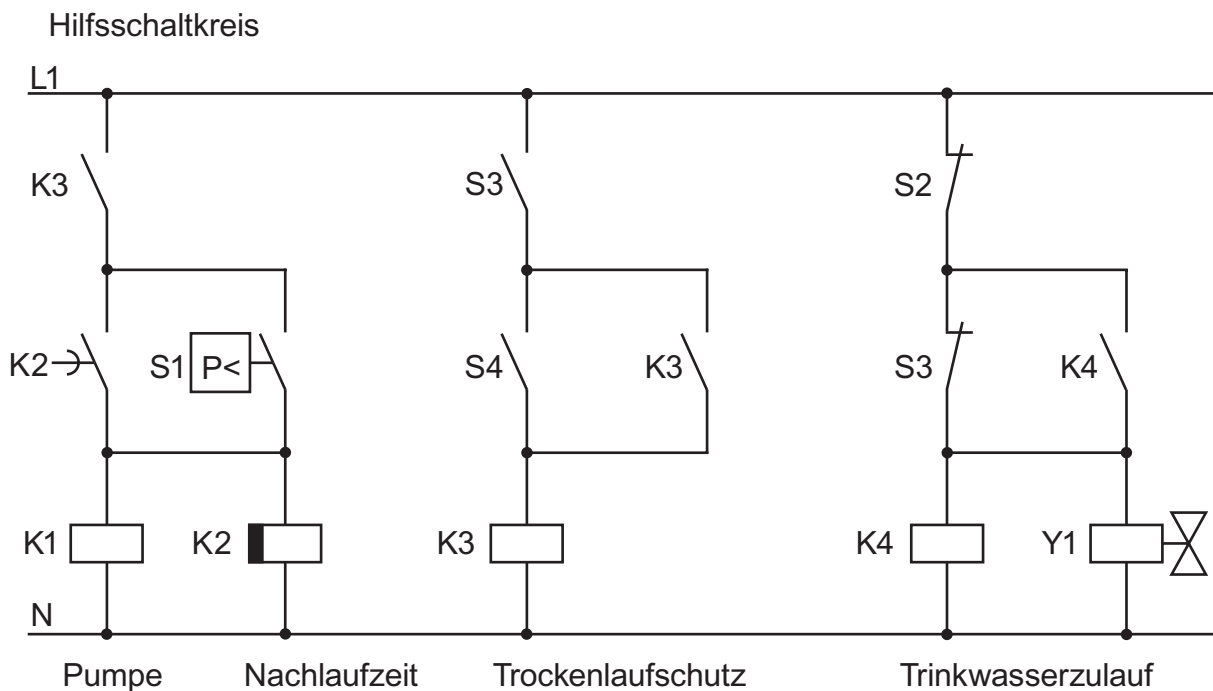 Hilfsschaltkreis
L1
K3 S3 S2
K2 S1 P< S4 K3 S3 K4
K1 K2 K3 K4 Y1
N
Pumpe Nachlaufzeit Trockenlaufschutz Trinkwasserzulauf